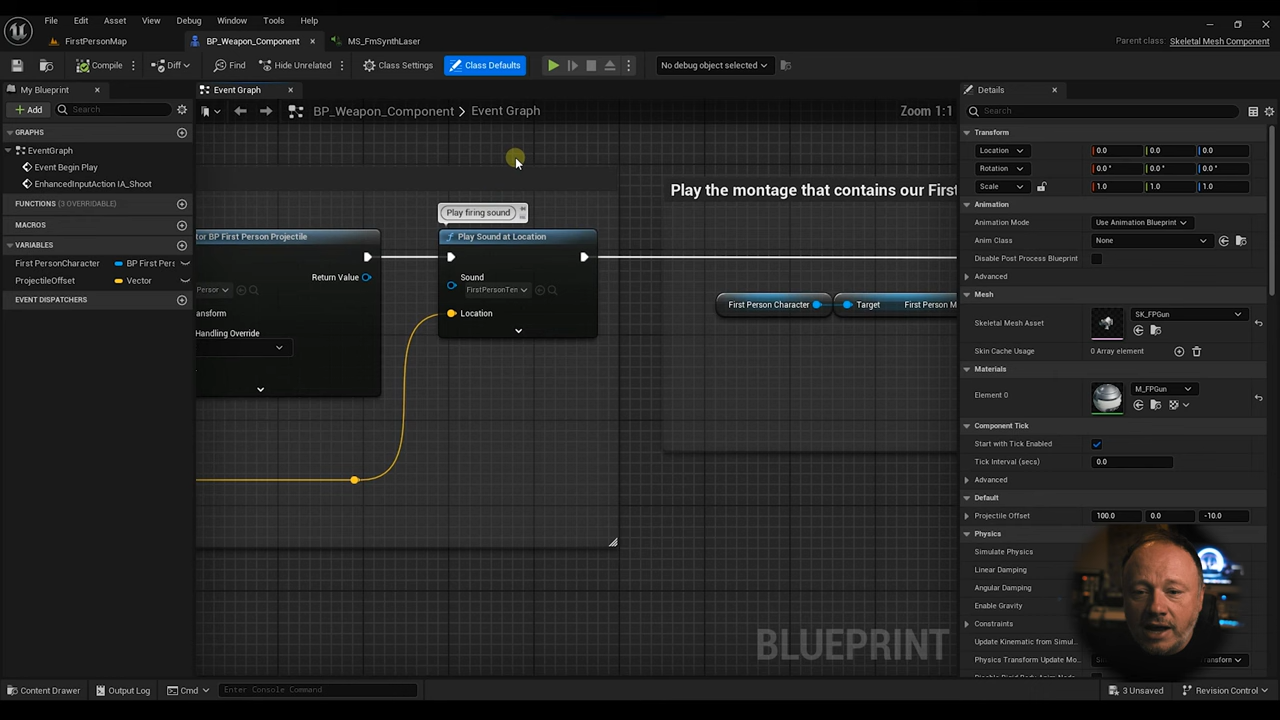 File Edit Asset View Debug Window Tools Help
FirstPersonMap BP_Weapon_Component MS_FmSynthLaser Parent class: Skeletal Mesh Component
Compile Diff Find Hide Unrelated Class Settings Class Defaults No debug object selected
My Blueprint Event Graph Details
Add Search BP_Weapon_Component > Event Graph Zoom 1:1 Search
GRAPHS
EventGraph
Event Begin Play
EnhancedInputAction IA_Shoot
FUNCTIONS (3 OVERRIDABLE)
MACROS
VARIABLES
First PersonCharacter BP First Pers
ProjectileOffset Vector
EVENT DISPATCHERS
Play the montage that contains our First
Play firing sound
tor BP First Person Projectile
Return Value
Person
ransform
Handling Override
Play Sound at Location
Sound
FirstPersonTen
Location
First Person Character
Target First Person M
BLUEPRINT
Transform
Location 0.0 0.0 0.0
Rotation 0.0 ° 0.0 ° 0.0 °
Scale 1.0 1.0 1.0
Animation
Animation Mode Use Animation Blueprint
Anim Class None
Disable Post Process Blueprint
Advanced
Mesh
Skeletal Mesh Asset SK_FPGun
Skin Cache Usage 0 Array element
Materials
Element 0 M_FPGun
Component Tick
Start with Tick Enabled
Tick Interval (secs) 0.0
Advanced
Default
Projectile Offset 100.0 0.0 -10.0
Physics
Simulate Physics
Linear Damping
Angular Damping
Enable Gravity
Constraints
Update Kinematic from Simul
Physics Transform Update Mo... ransform
Content Drawer Output Log Cmd Enter Console Command 3 Unsaved Revision Control